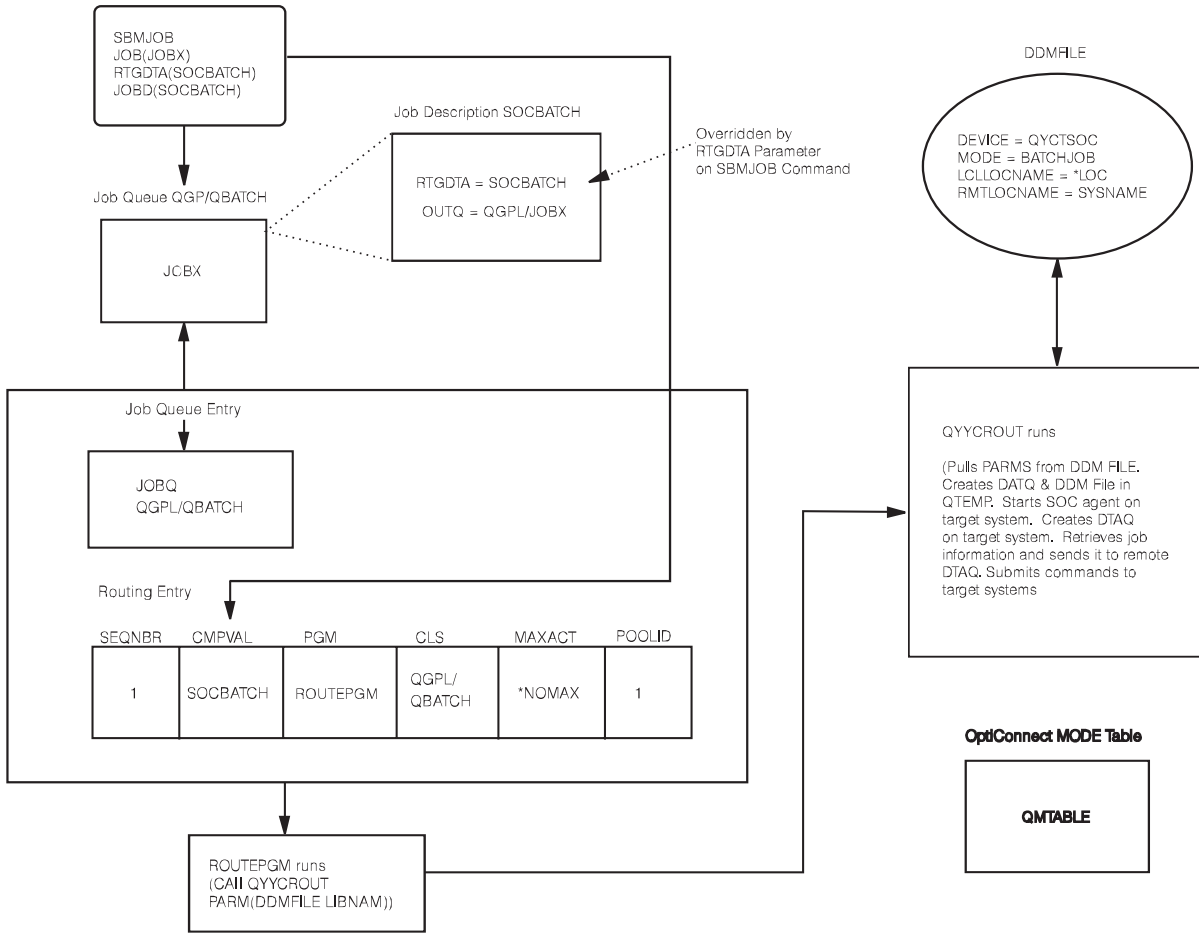 SBMJOB
JOB(JOBX)
RTGDTA(SOCBATCH)
JOBD(SOCBATCH)
Job Queue QGP/QBATCH
JOBX
Job Description SOCBATCH
RTGDTA = SOCBATCH
OUTQ = QGPL/JOBX
Overridden by
RTGDTA Parameter
on SBMJOB Command
DDMFILE
DEVICE = QYCTSOC
MODE = BATCHJOB
LCLLOCNAME = *LOC
RMTLOCNAME = SYSNAME
Job Queue Entry
JOBQ
QGPL/QBATCH
Routing Entry
SEQNBR CMPVAL PGM CLS MAXACT POOLID
1 SOCBATCH ROUTEPGM QGPL/ *NOMAX 1
QBATCH
ROUTEPGM runs
(CAll QYYCROUT
PARM(DDMFILE LIBNAM))
QYYCROUT runs
(Pulls PARMS from DDM FILE.
Creates DATQ & DDM File in
QTEMP. Starts SOC agent on
target system. Creates DTAQ
on target system. Retrieves job
information and sends it to remote
DTAQ. Submits commands to
target systems
OptiConnect MODE Table
QMTABLE